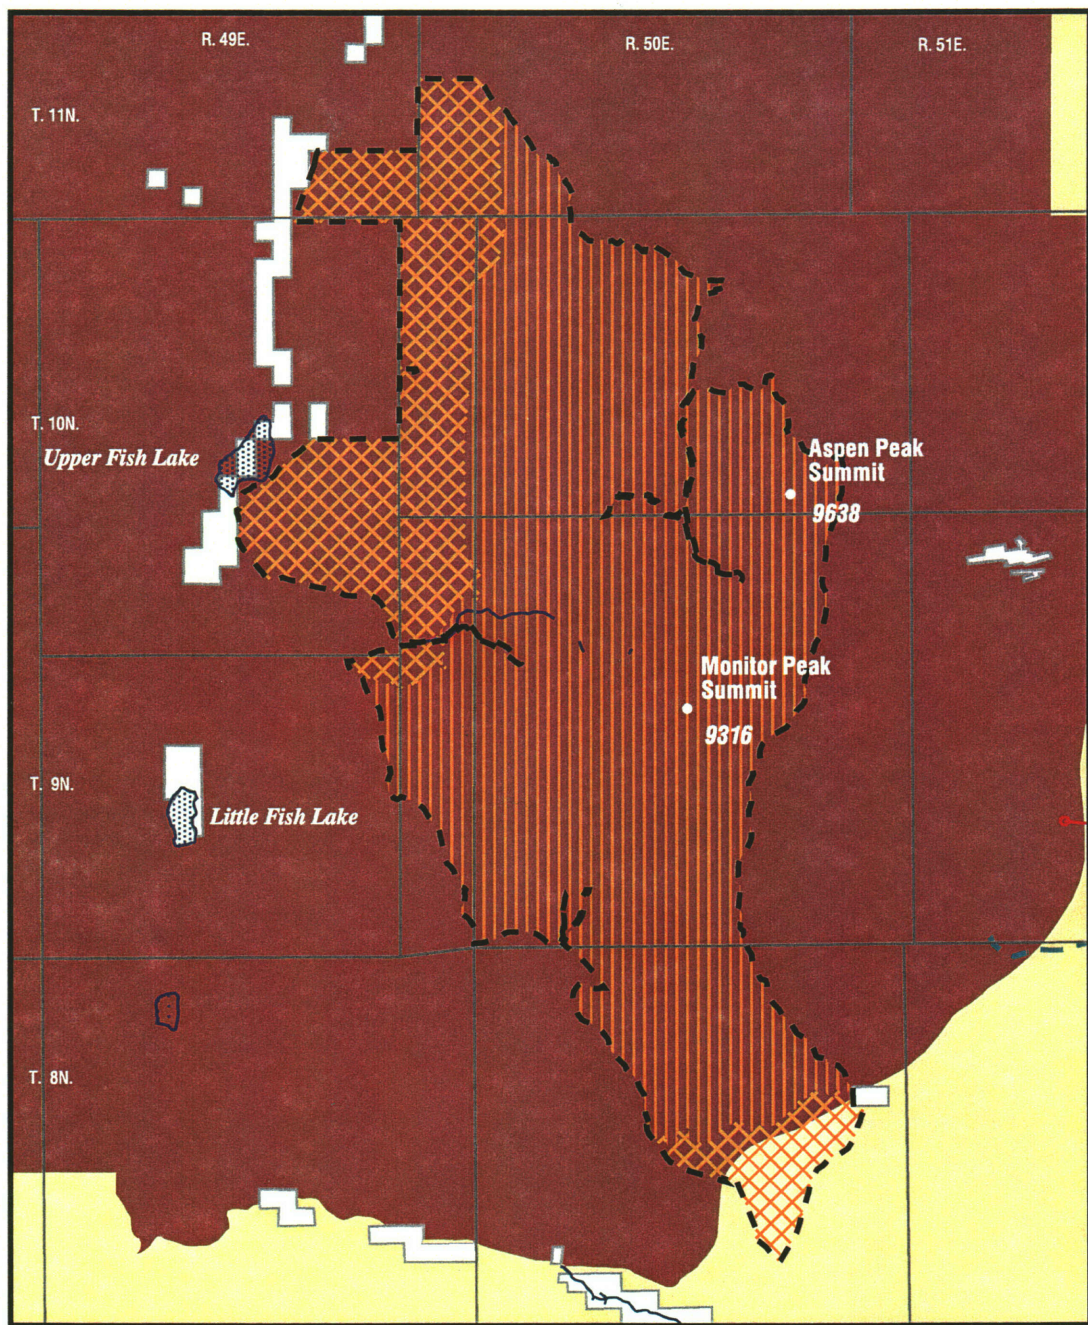 R. 49E.
R. 50E.
R. 51E.
T. 11N.
T. 10N.
Upper Fish Lake
Aspen Peak
Summit
9638
Monitor Peak
Summit
9316
T. 9N.
Little Fish Lake
T. 8N.